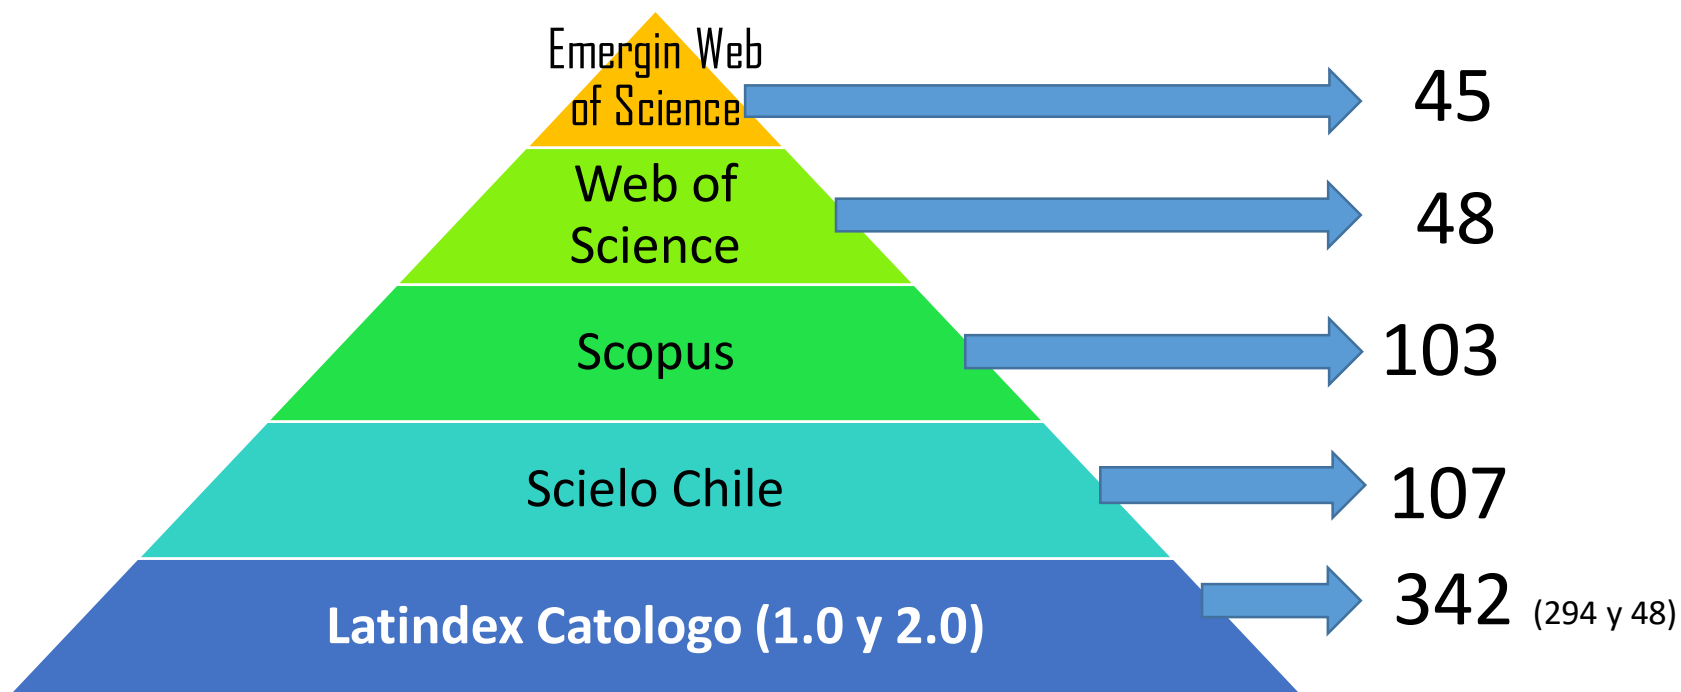 Emergin Web
of Science
45
Web of
Science
48
Scopus
103
Scielo Chile
107
Latindex Catologo (1.0 y 2.0)
342 (294 y 48)